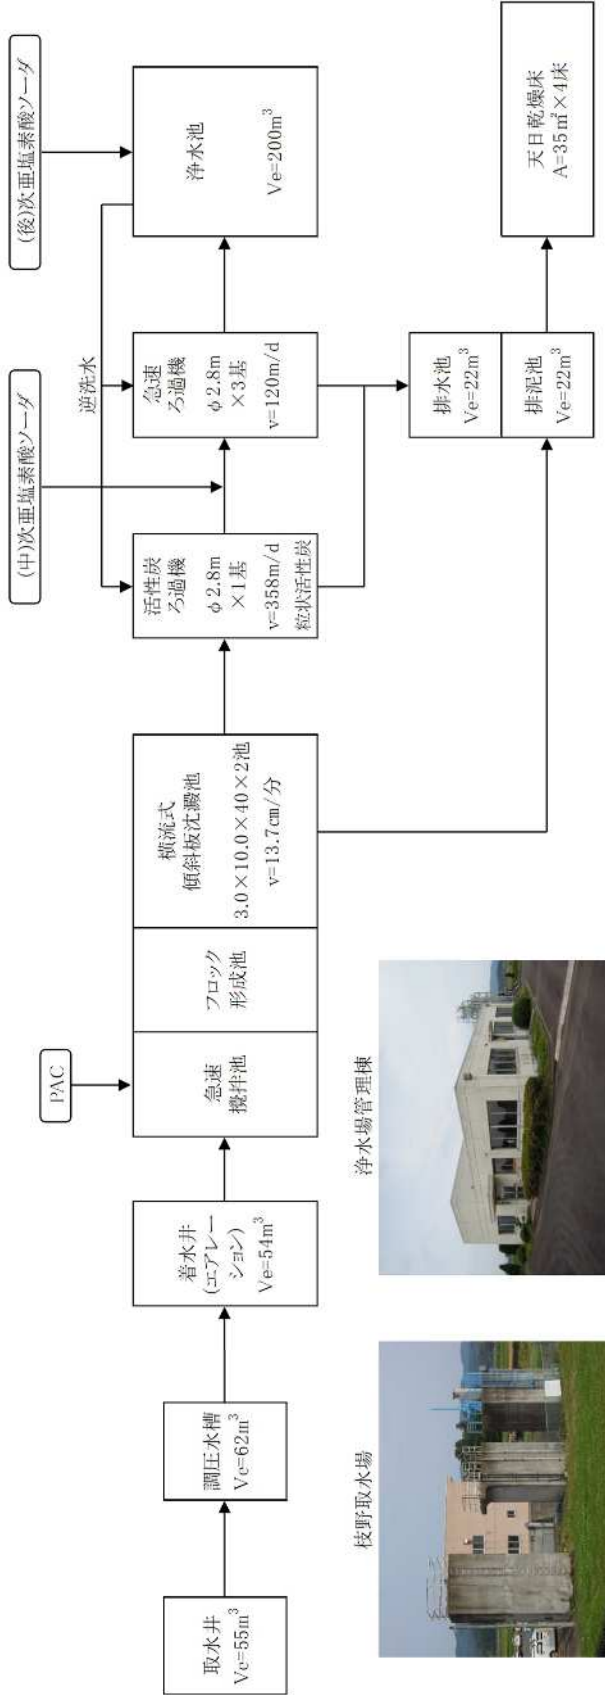 取水井
Ve=55m³
調圧水槽
Ve=62m³
着水井
(エアレー
ション)
Ve=54m³
PAC
急速
攪拌池
フロック
形成池
横流式
傾斜板沈澱池
3.0×10.0×40×2池
v=13.7cm/分
(中)次亜塩素酸ソーダ
逆洗水
(後)次亜塩素酸ソーダ
活性炭
ろ過機
φ2.8m
×1基
v=358m/d
粒状活性炭
急速
ろ過機
φ2.8m
×3基
v=120m/d
浄水池
Ve=200m³
排水池
Ve=22m³
排泥池
Ve=22m³
天日乾燥床
A=35㎡×4床
枝野取水場
浄水場管理棟